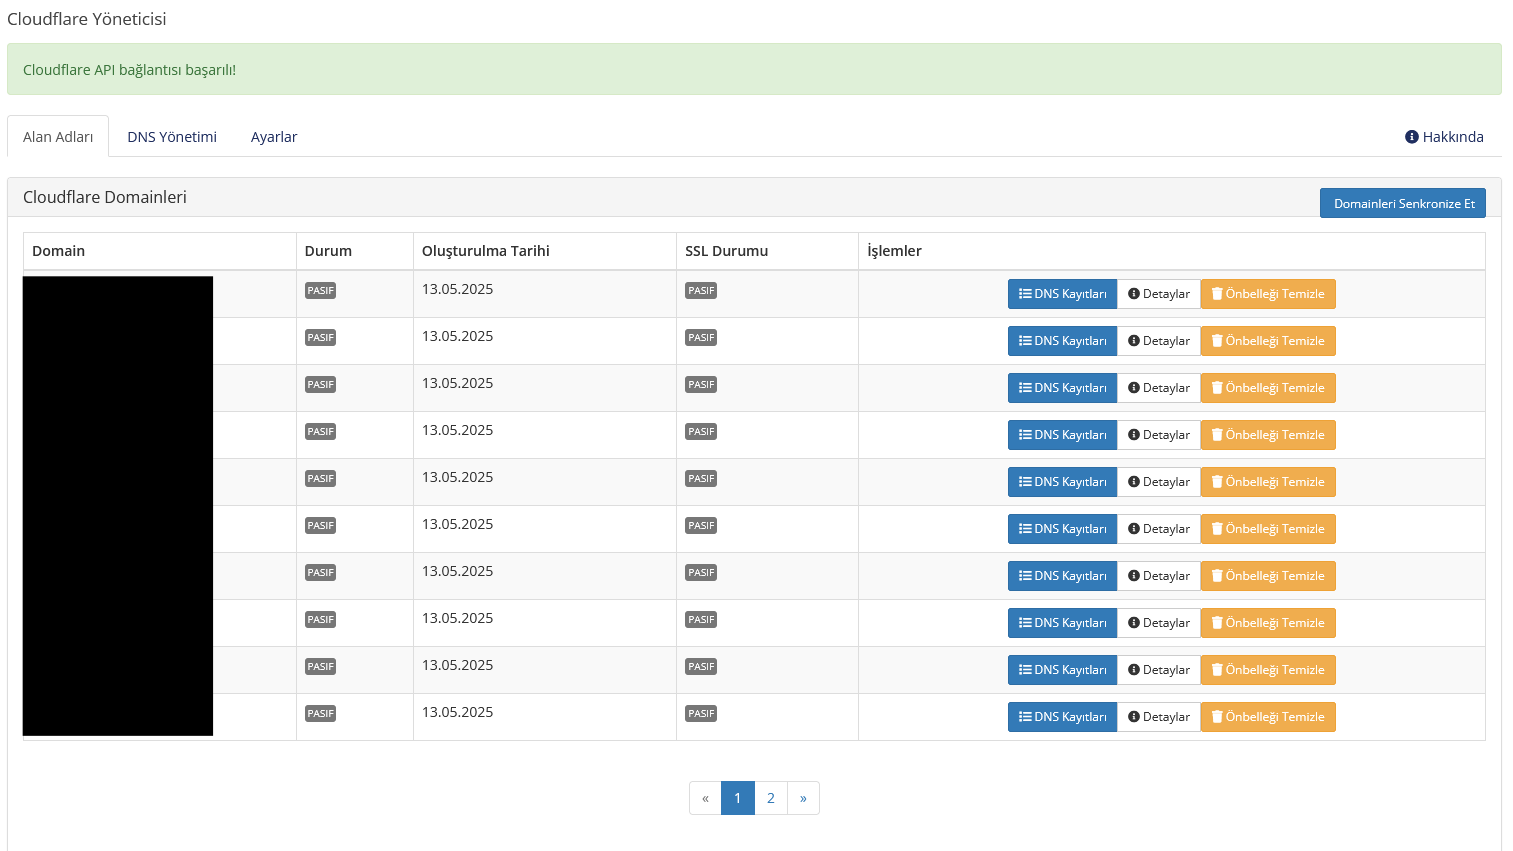 Cloudflare Yöneticisi
Cloudflare API bağlantısı başarılı!
Alan Adları DNS Yönetimi Ayarlar Hakkında
Cloudflare Domainleri Domainleri Senkronize Et
Domain Durum Oluşturulma Tarihi SSL Durumu İşlemler
PASIF 13.05.2025 PASIF DNS Kayıtları Detaylar Önbelleği Temizle
PASIF 13.05.2025 PASIF DNS Kayıtları Detaylar Önbelleği Temizle
PASIF 13.05.2025 PASIF DNS Kayıtları Detaylar Önbelleği Temizle
PASIF 13.05.2025 PASIF DNS Kayıtları Detaylar Önbelleği Temizle
PASIF 13.05.2025 PASIF DNS Kayıtları Detaylar Önbelleği Temizle
PASIF 13.05.2025 PASIF DNS Kayıtları Detaylar Önbelleği Temizle
PASIF 13.05.2025 PASIF DNS Kayıtları Detaylar Önbelleği Temizle
PASIF 13.05.2025 PASIF DNS Kayıtları Detaylar Önbelleği Temizle
PASIF 13.05.2025 PASIF DNS Kayıtları Detaylar Önbelleği Temizle
PASIF 13.05.2025 PASIF DNS Kayıtları Detaylar Önbelleği Temizle
« 1 2 »